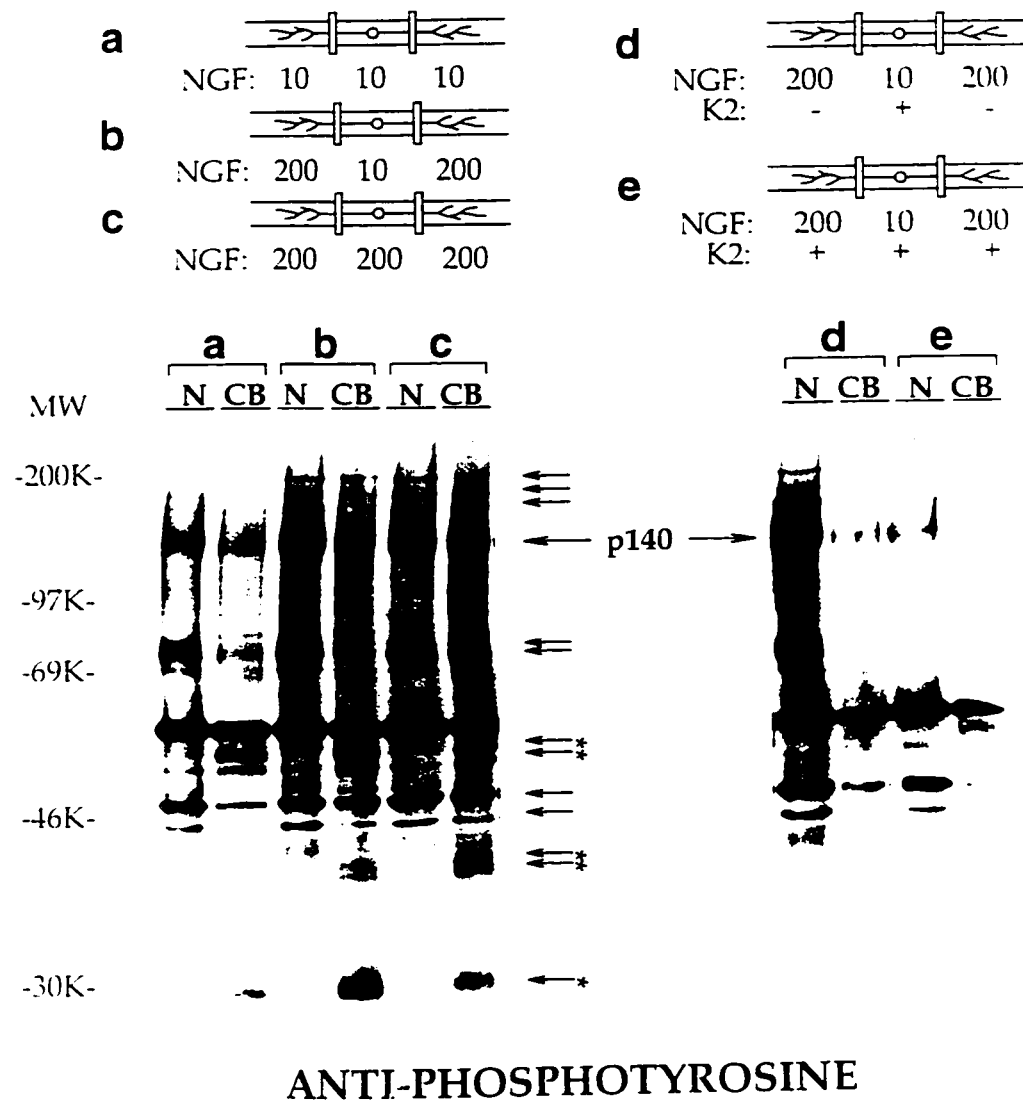 a
NGF: 10 10 10
b
NGF: 200 10 200
c
NGF: 200 200 200
d
NGF: 200 10 200
K2: - + -
e
NGF: 200 10 200
K2: + + +
a b c
N CB N CB N CB
d e
N CB N CB
MW
-200K-
p140
-97K-
-69K-
*
*
-46K-
*
*
-30K-
*
ANTI-PHOSPHOTYROSINE